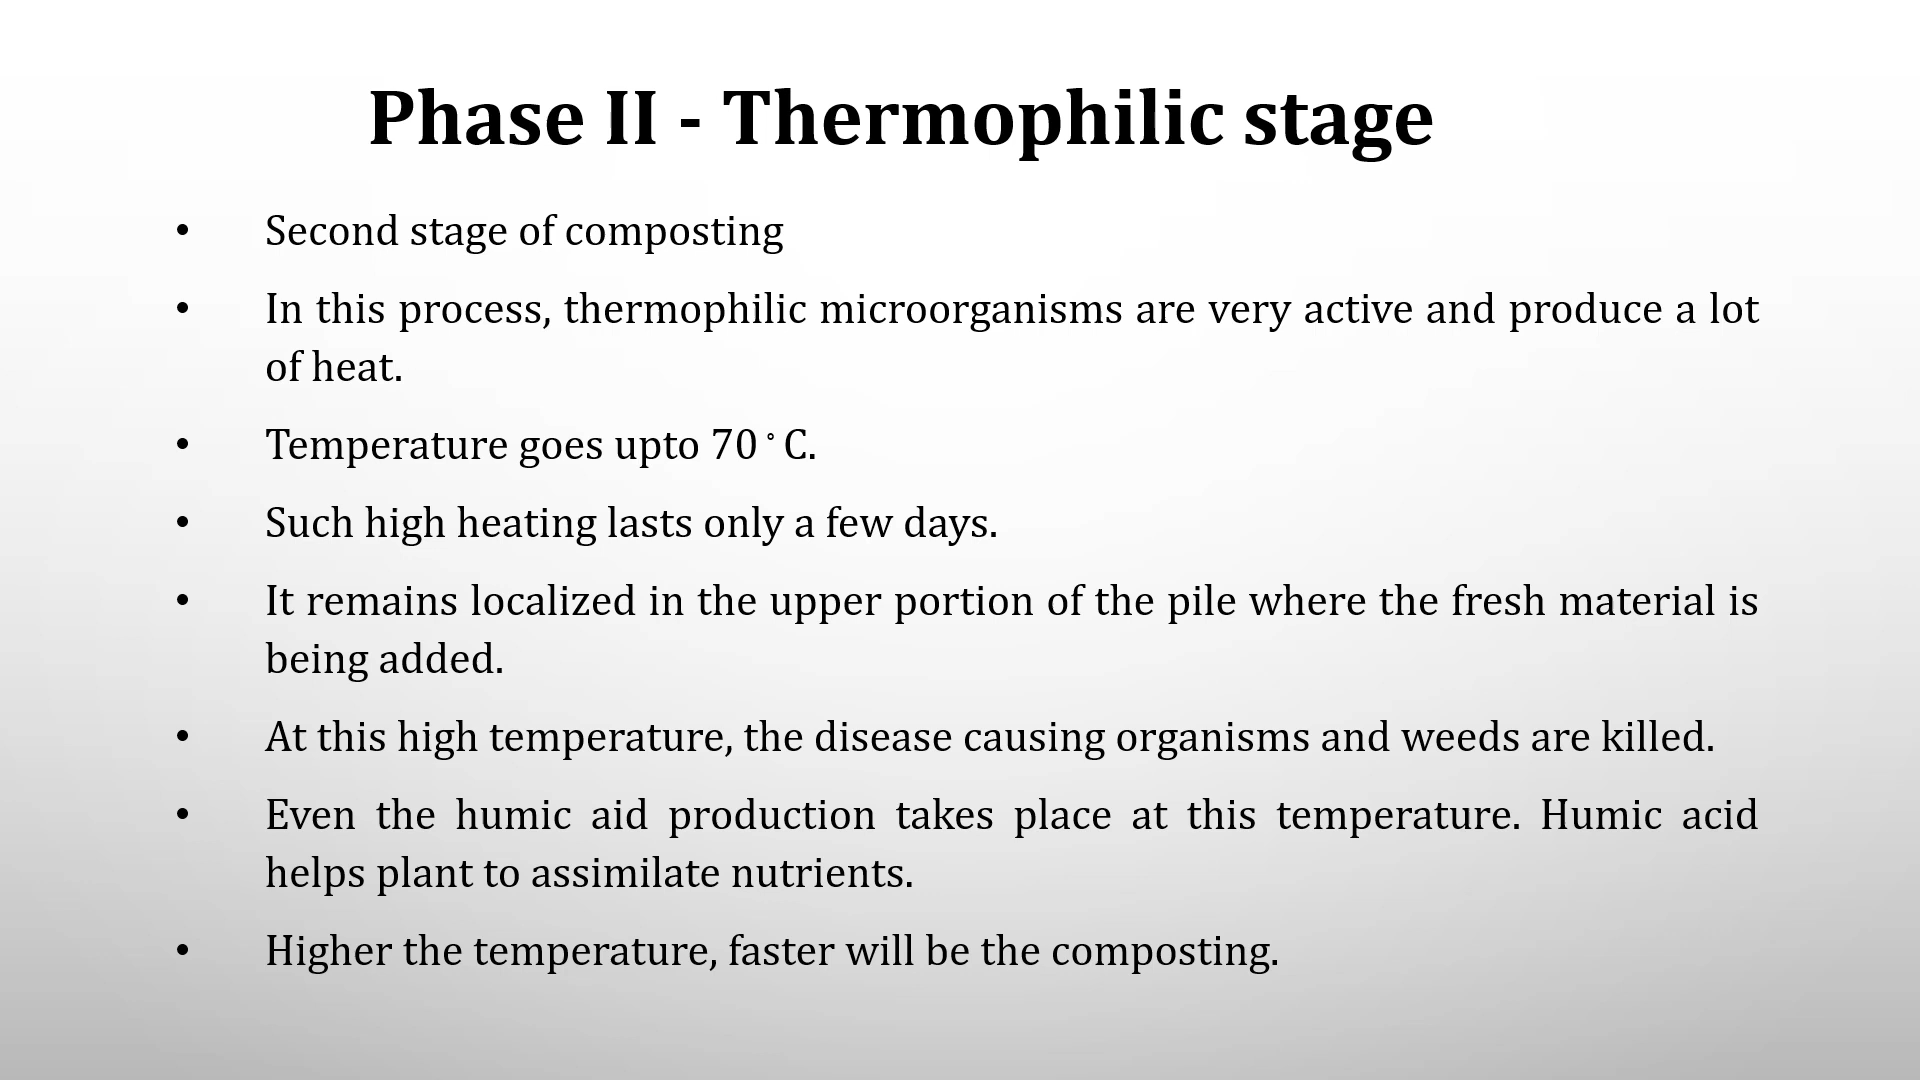 Phase II - Thermophilic stage
• Second stage of composting
• In this process, thermophilic microorganisms are very active and produce a lot
of heat.
• Temperature goes upto 70˚C.
• Such high heating lasts only a few days.
• It remains localized in the upper portion of the pile where the fresh material is
being added.
• At this high temperature, the disease causing organisms and weeds are killed.
• Even the humic aid production takes place at this temperature. Humic acid
helps plant to assimilate nutrients.
• Higher the temperature, faster will be the composting.